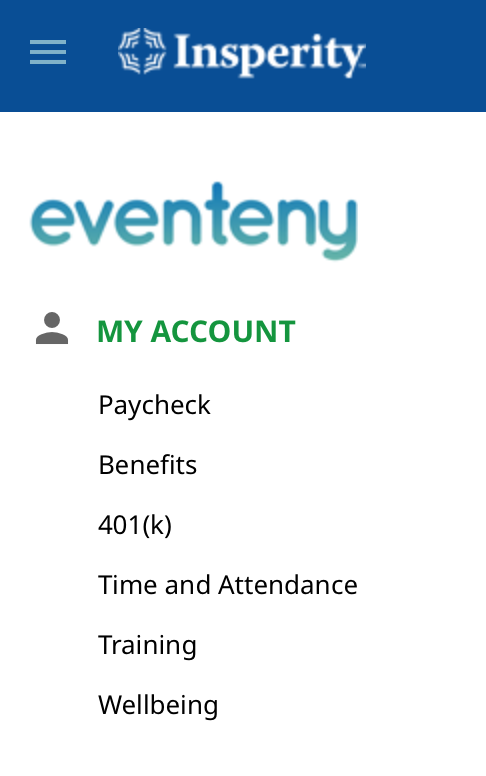 Insperity
eventeny
MY ACCOUNT
Paycheck
Benefits
401(k)
Time and Attendance
Training
Wellbeing